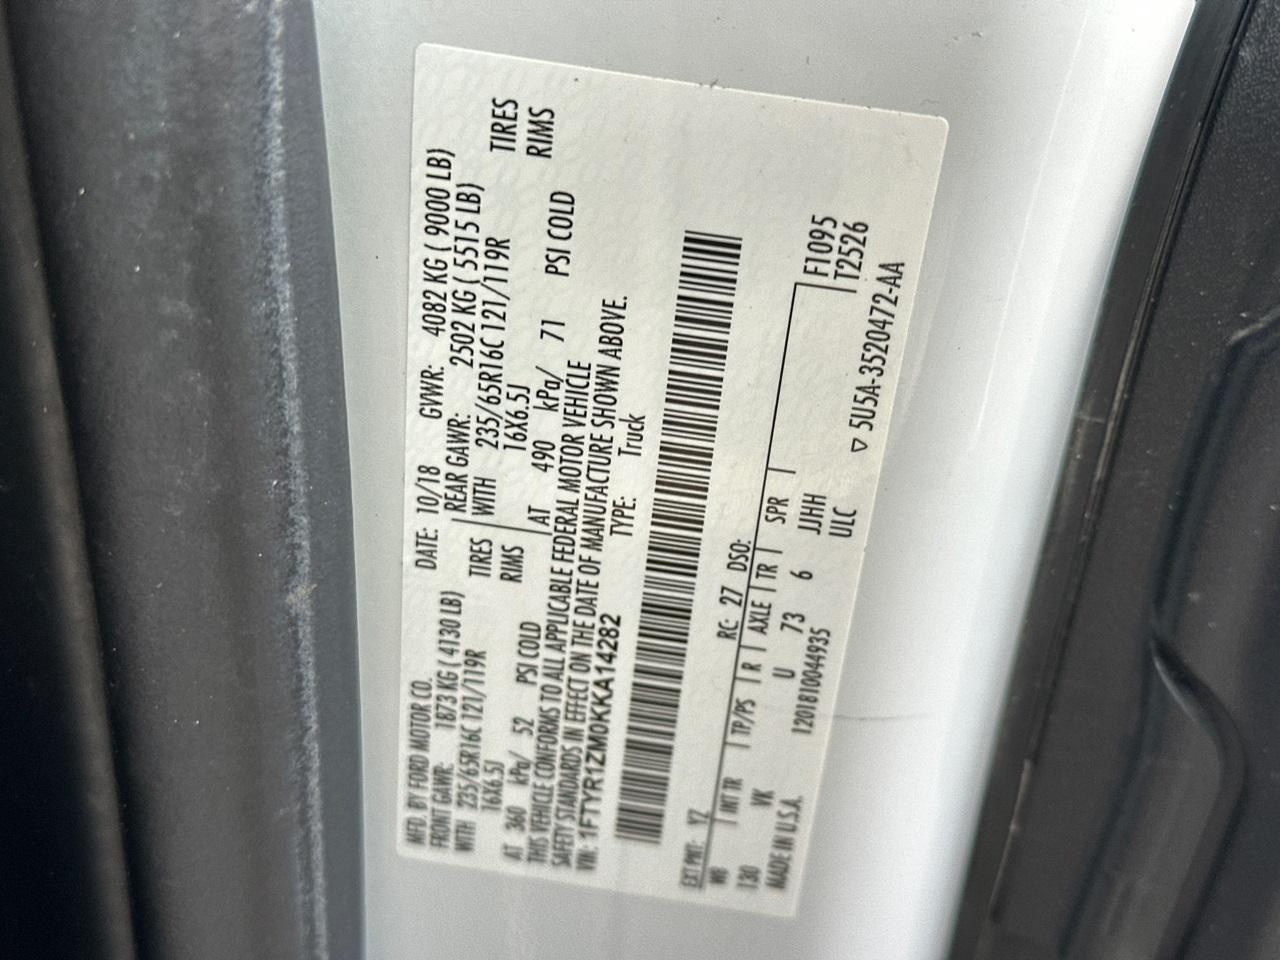 MFD. BY FORD MOTOR CO.
DATE: 10/18 GVWR: 4082 KG ( 9000 LB)
FRONT GAWR: 1873 KG ( 4130 LB) REAR GAWR: 2502 KG ( 5515 LB)
WITH 235/65R16C 121/119R TIRES WITH 235/65R16C 121/119R TIRES
16X6.5J RIMS 16X6.5J RIMS
AT 360 kPa/ 52 PSI COLD AT 490 kPa/ 71 PSI COLD
THIS VEHICLE CONFORMS TO ALL APPLICABLE FEDERAL MOTOR VEHICLE
SAFETY STANDARDS IN EFFECT ON THE DATE OF MANUFACTURE SHOWN ABOVE.
VIN: 1FTYR1ZM0KKA14282 TYPE: Truck
EXT PNT: YZ RC: 27 DSO:
WB INT TR TP/PS R AXLE TR SPR F1095
130 VK U 73 6 JJHH T2526
MADE IN U.S.A. 1201810044935 ULC
▽ 5U5A-3520472-AA